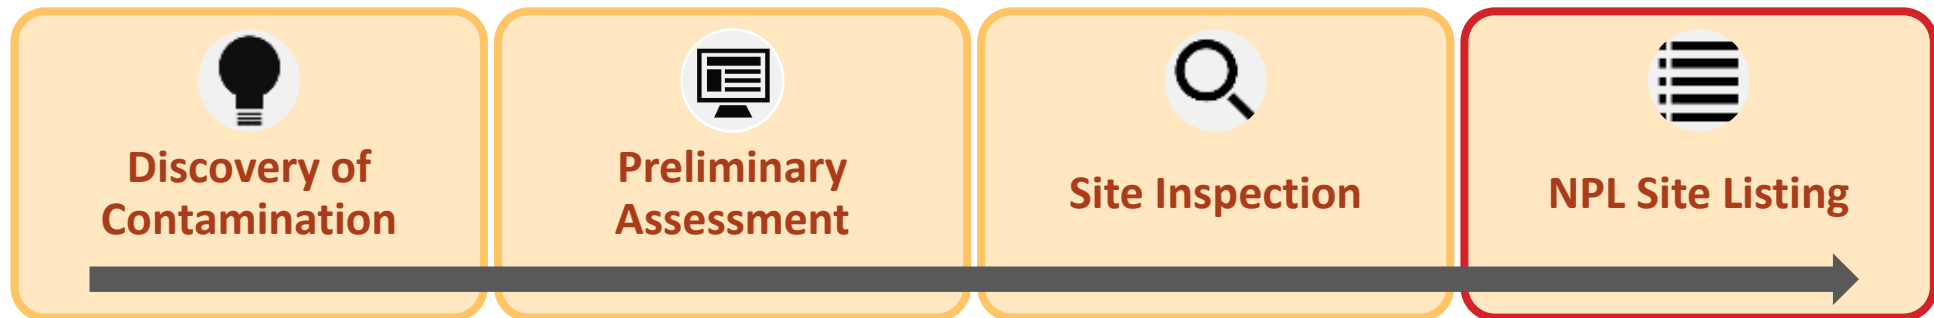 Discovery of
Contamination
Preliminary
Assessment
Site Inspection
NPL Site Listing